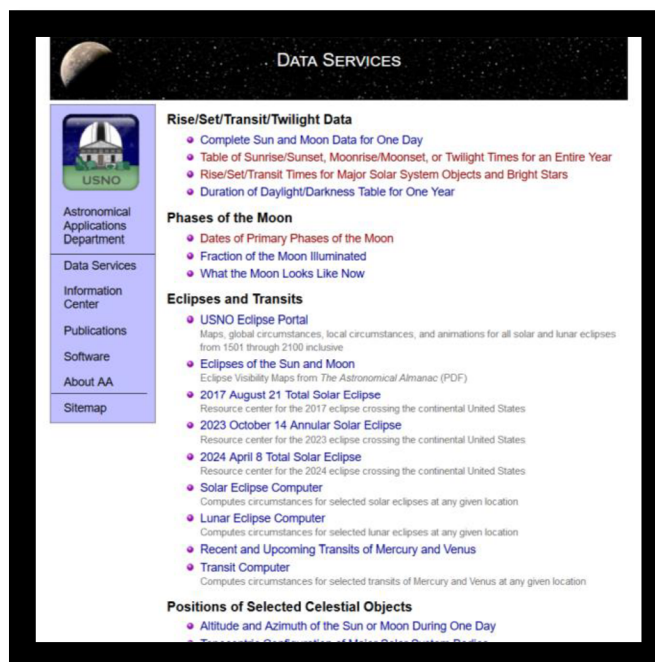 DATA SERVICES
USNO
Astronomical
Applications
Department
Data Services
Information
Center
Publications
Software
About AA
Sitemap
Rise/Set/Transit/Twilight Data
Complete Sun and Moon Data for One Day
Table of Sunrise/Sunset, Moonrise/Moonset, or Twilight Times for an Entire Year
Rise/Set/Transit Times for Major Solar System Objects and Bright Stars
Duration of Daylight/Darkness Table for One Year
Phases of the Moon
Dates of Primary Phases of the Moon
Fraction of the Moon Illuminated
What the Moon Looks Like Now
Eclipses and Transits
USNO Eclipse Portal
Maps, global circumstances, local circumstances, and animations for all solar and lunar eclipses
from 1501 through 2100 inclusive
Eclipses of the Sun and Moon
Eclipse Visibility Maps from The Astronomical Almanac (PDF)
2017 August 21 Total Solar Eclipse
Resource center for the 2017 eclipse crossing the continental United States
2023 October 14 Annular Solar Eclipse
Resource center for the 2023 eclipse crossing the continental United States
2024 April 8 Total Solar Eclipse
Resource center for the 2024 eclipse crossing the continental United States
Solar Eclipse Computer
Computes circumstances for selected solar eclipses at any given location
Lunar Eclipse Computer
Computes circumstances for selected lunar eclipses at any given location
Recent and Upcoming Transits of Mercury and Venus
Transit Computer
Computes circumstances for selected transits of Mercury and Venus at any given location
Positions of Selected Celestial Objects
Altitude and Azimuth of the Sun or Moon During One Day